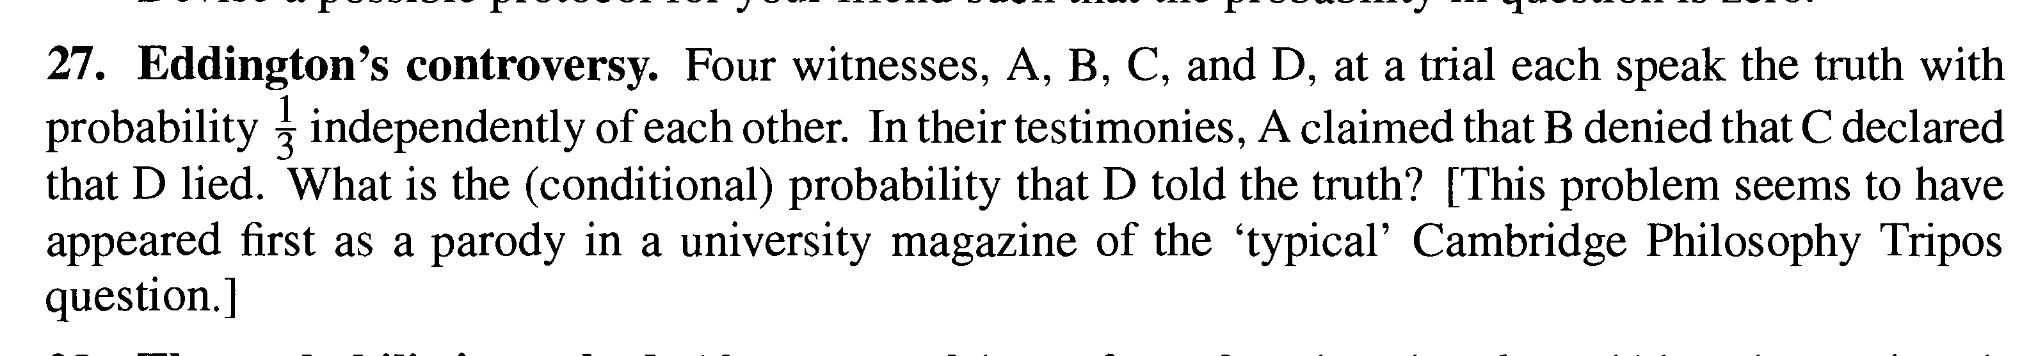 27. Eddington's controversy. Four witnesses, A, B, C, and D, at a trial each speak the truth with
probability 1/3 independently of each other. In their testimonies, A claimed that B denied that C declared
that D lied. What is the (conditional) probability that D told the truth? [This problem seems to have
appeared first as a parody in a university magazine of the 'typical' Cambridge Philosophy Tripos
question.]